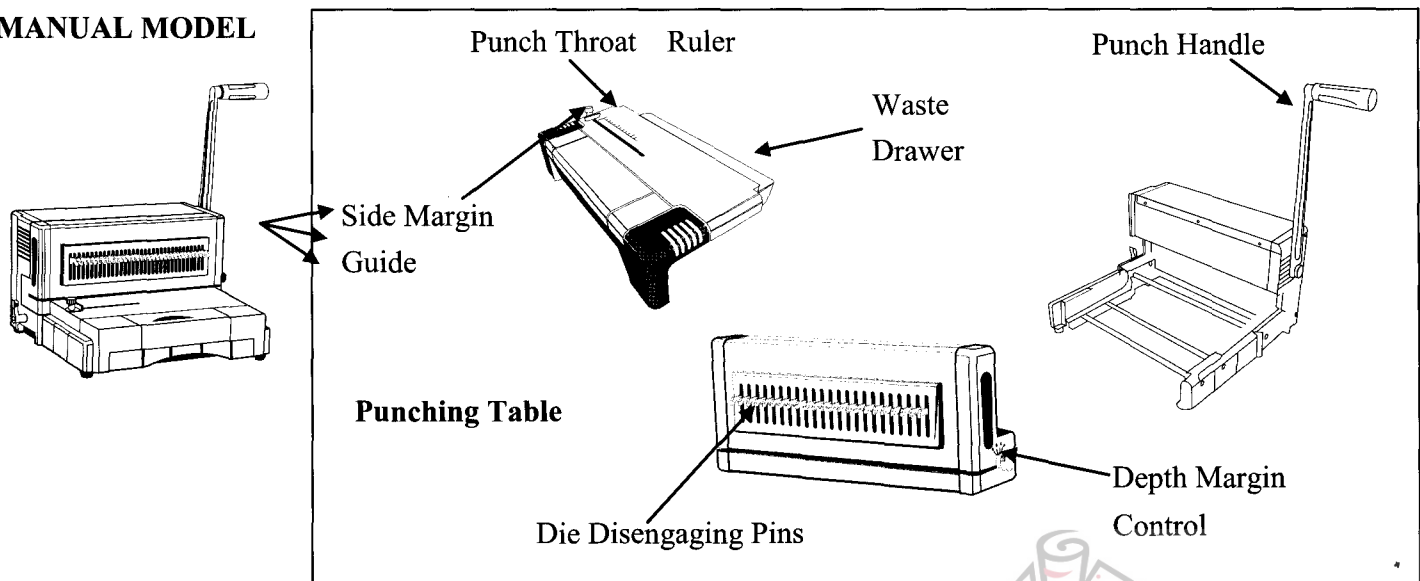 MANUAL MODEL
Punch Throat Ruler
Punch Handle
Waste
Drawer
Side Margin
Guide
Punching Table
Depth Margin
Control
Die Disengaging Pins